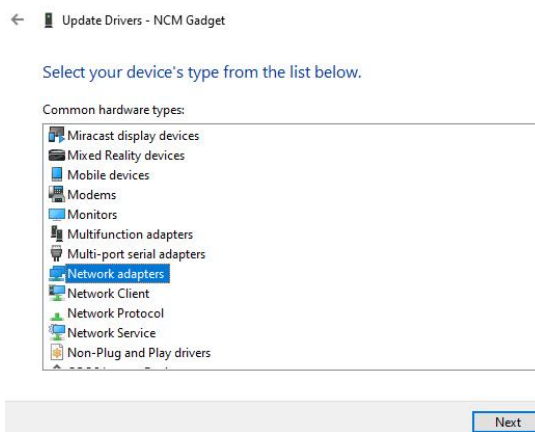 Update Drivers - NCM Gadget
Select your device's type from the list below.
Common hardware types:
Miracast display devices
Mixed Reality devices
Mobile devices
Modems
Monitors
Multifunction adapters
Multi-port serial adapters
Network adapters
Network Client
Network Protocol
Network Service
Non-Plug and Play drivers
Next